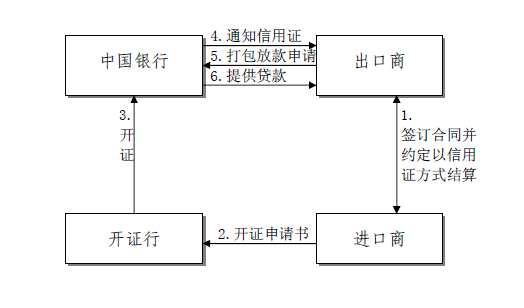 4.通知信用证
中国银行
5.打包放款申请
出口商
6.提供贷款
3.
开
证
1.
签订合同并
约定以信用
证方式结算
开证行
2.开证申请书
进口商